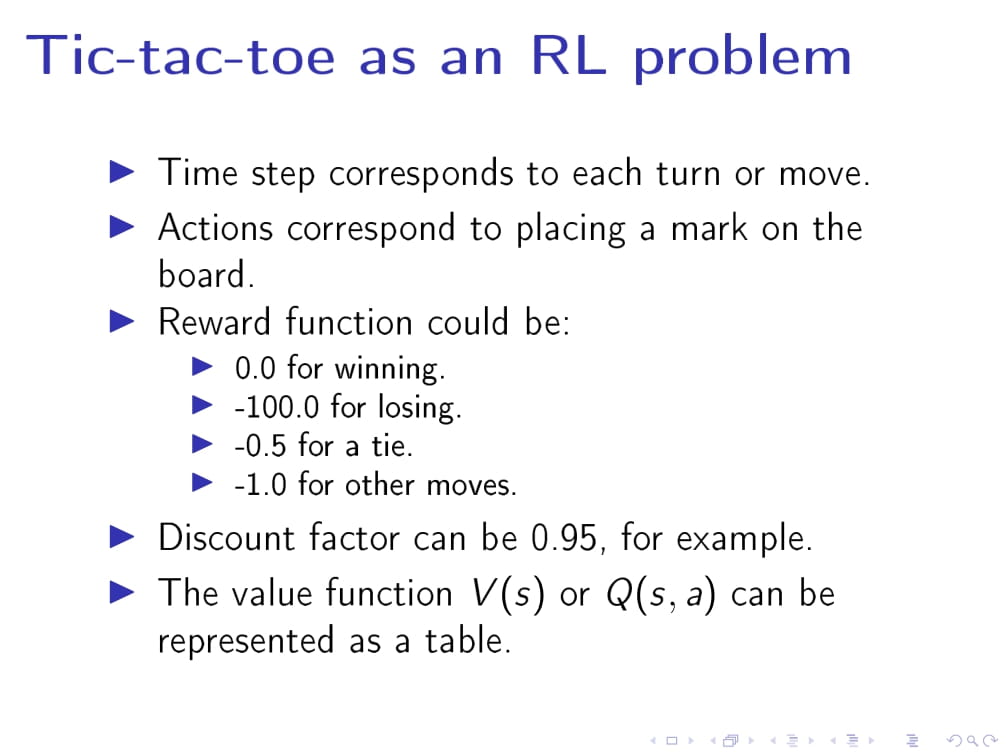 Tic-tac-toe as an RL problem
Time step corresponds to each turn or move.
Actions correspond to placing a mark on the
board.
Reward function could be:
0.0 for winning.
-100.0 for losing.
-0.5 for a tie.
-1.0 for other moves.
Discount factor can be 0.95, for example.
The value function V(s) or Q(s, a) can be
represented as a table.